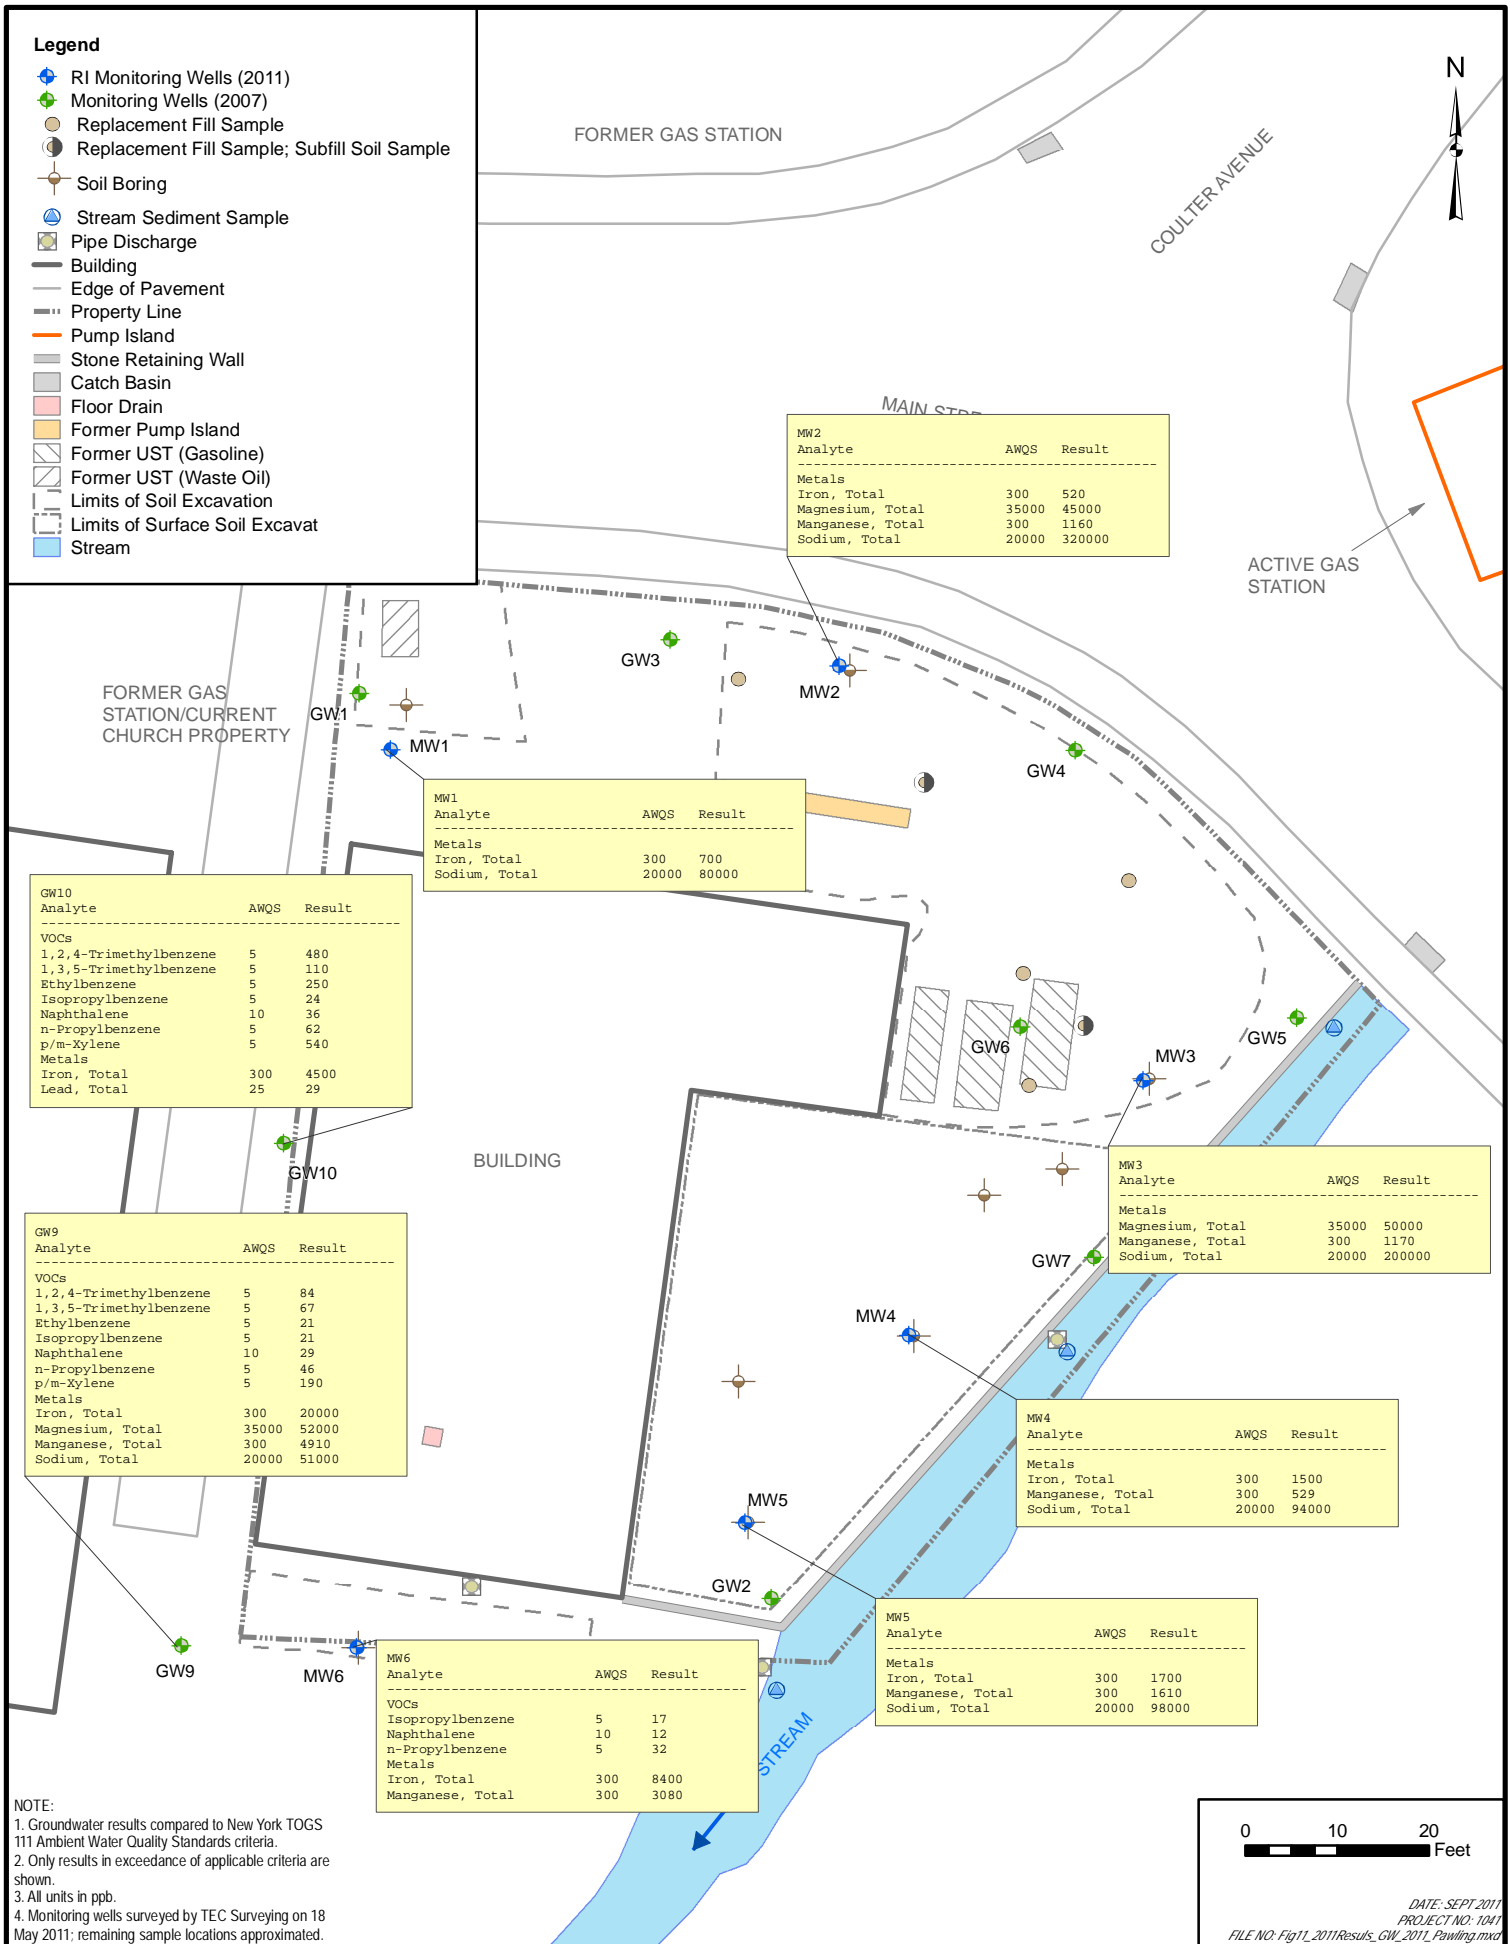 Legend
RI Monitoring Wells (2011)
Monitoring Wells (2007)
Replacement Fill Sample
Replacement Fill Sample; Subfill Soil Sample
Soil Boring
Stream Sediment Sample
Pipe Discharge
Building
Edge of Pavement
Property Line
Pump Island
Stone Retaining Wall
Catch Basin
Floor Drain
Former Pump Island
Former UST (Gasoline)
Former UST (Waste Oil)
Limits of Soil Excavation
Limits of Surface Soil Excavat
Stream
N
FORMER GAS STATION
COULTER AVENUE
MAIN
ACTIVE GAS
STATION
MW2
Analyte AWQS Result
Metals
Iron, Total 300 520
Magnesium, Total 35000 45000
Manganese, Total 300 1160
Sodium, Total 20000 320000
GW3
MW2
FORMER GAS
STATION/CURRENT
CHURCH PROPERTY
GW1
MW1
GW4
MW1
Analyte AWQS Result
Metals
Iron, Total 300 700
Sodium, Total 20000 80000
GW10
Analyte AWQS Result
VOCs
1,2,4-Trimethylbenzene 5 480
1,3,5-Trimethylbenzene 5 110
Ethylbenzene 5 250
Isopropylbenzene 5 24
Naphthalene 10 36
n-Propylbenzene 5 62
p/m-Xylene 5 540
Metals
Iron, Total 300 4500
Lead, Total 25 29
GW6
GW5
MW3
GW10
BUILDING
MW3
Analyte AWQS Result
Metals
Magnesium, Total 35000 50000
Manganese, Total 300 1170
Sodium, Total 20000 200000
GW9
Analyte AWQS Result
VOCs
1,2,4-Trimethylbenzene 5 84
1,3,5-Trimethylbenzene 5 67
Ethylbenzene 5 21
Isopropylbenzene 5 21
Naphthalene 10 29
n-Propylbenzene 5 46
p/m-Xylene 5 190
Metals
Iron, Total 300 20000
Magnesium, Total 35000 52000
Manganese, Total 300 4910
Sodium, Total 20000 51000
GW7
MW4
MW4
Analyte AWQS Result
Metals
Iron, Total 300 1500
Manganese, Total 300 529
Sodium, Total 20000 94000
MW5
GW2
MW5
Analyte AWQS Result
Metals
Iron, Total 300 1700
Manganese, Total 300 1610
Sodium, Total 20000 98000
GW9
MW6
MW6
Analyte AWQS Result
VOCs
Isopropylbenzene 5 17
Naphthalene 10 12
n-Propylbenzene 5 32
Metals
Iron, Total 300 8400
Manganese, Total 300 3080
STREAM
NOTE:
1. Groundwater results compared to New York TOGS
111 Ambient Water Quality Standards criteria.
2. Only results in exceedance of applicable criteria are
shown.
3. All units in ppb.
4. Monitoring wells surveyed by TEC Surveying on 18
May 2011; remaining sample locations approximated.
0 10 20
Feet
DATE: SEPT 2011
PROJECT NO: 1041
FILE NO: Fig11_2011Resuls_GW_2011_Pawling.mxd